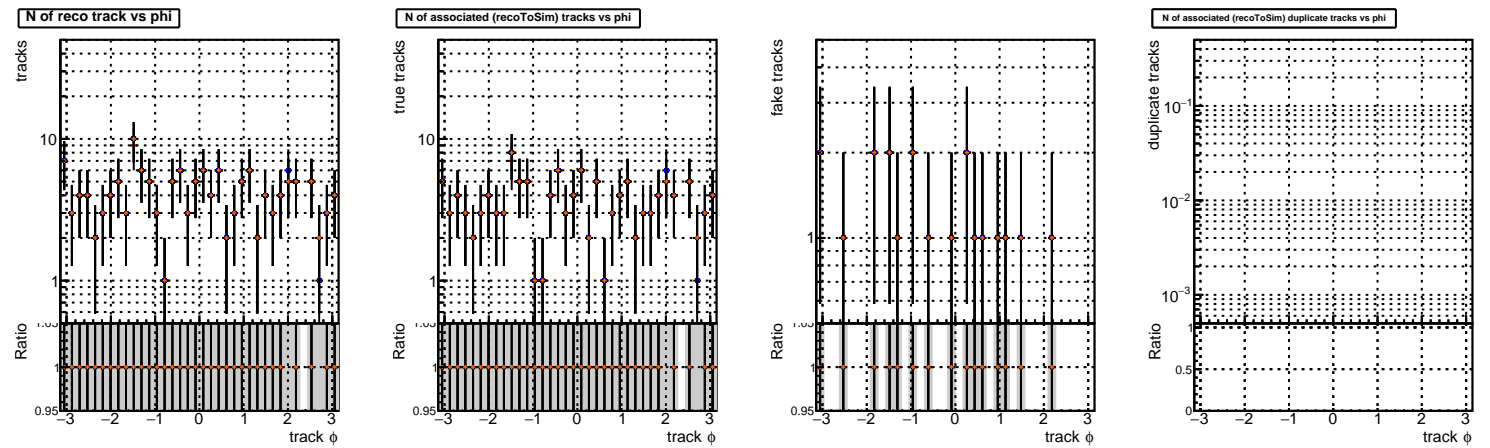 N of reco track vs phi
tracks
10
1
Ratio
1
0.95
−3 −2 −1 0 1 2 3
track ϕ
N of associated (recoToSim) tracks vs phi
true tracks
10
1
Ratio
1
0.95
−3 −2 −1 0 1 2 3
track ϕ
fake tracks
1
Ratio
1
0.95
−3 −2 −1 0 1 2 3
track ϕ
N of associated (recoToSim) duplicate tracks vs phi
duplicate tracks
10⁻¹
10⁻²
10⁻³
Ratio
1
0.5
0
−3 −2 −1 0 1 2 3
track ϕ